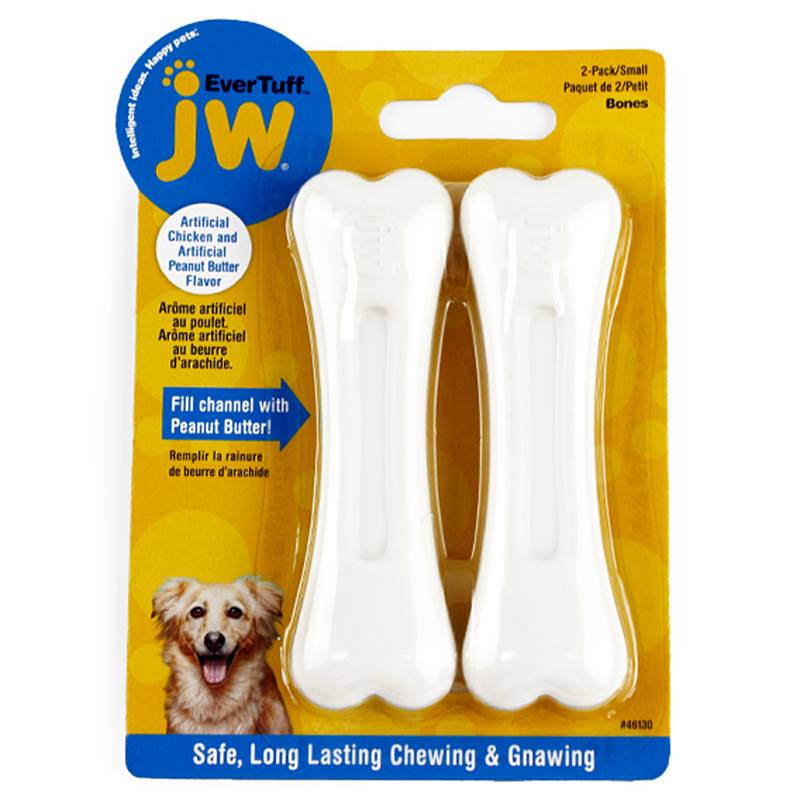 Intelligent ideas. Happy pets.™
EverTuff™
JW®
2-Pack/Small
Paquet de 2/Petit
Bones
Artificial
Chicken and
Artificial
Peanut Butter
Flavor
Arôme artificiel
au poulet.
Arôme artificiel
au beurre
d'arachide.
Fill channel with
Peanut Butter!
Remplir la rainure
de beurre d'arachide
#46130
Safe, Long Lasting Chewing & Gnawing